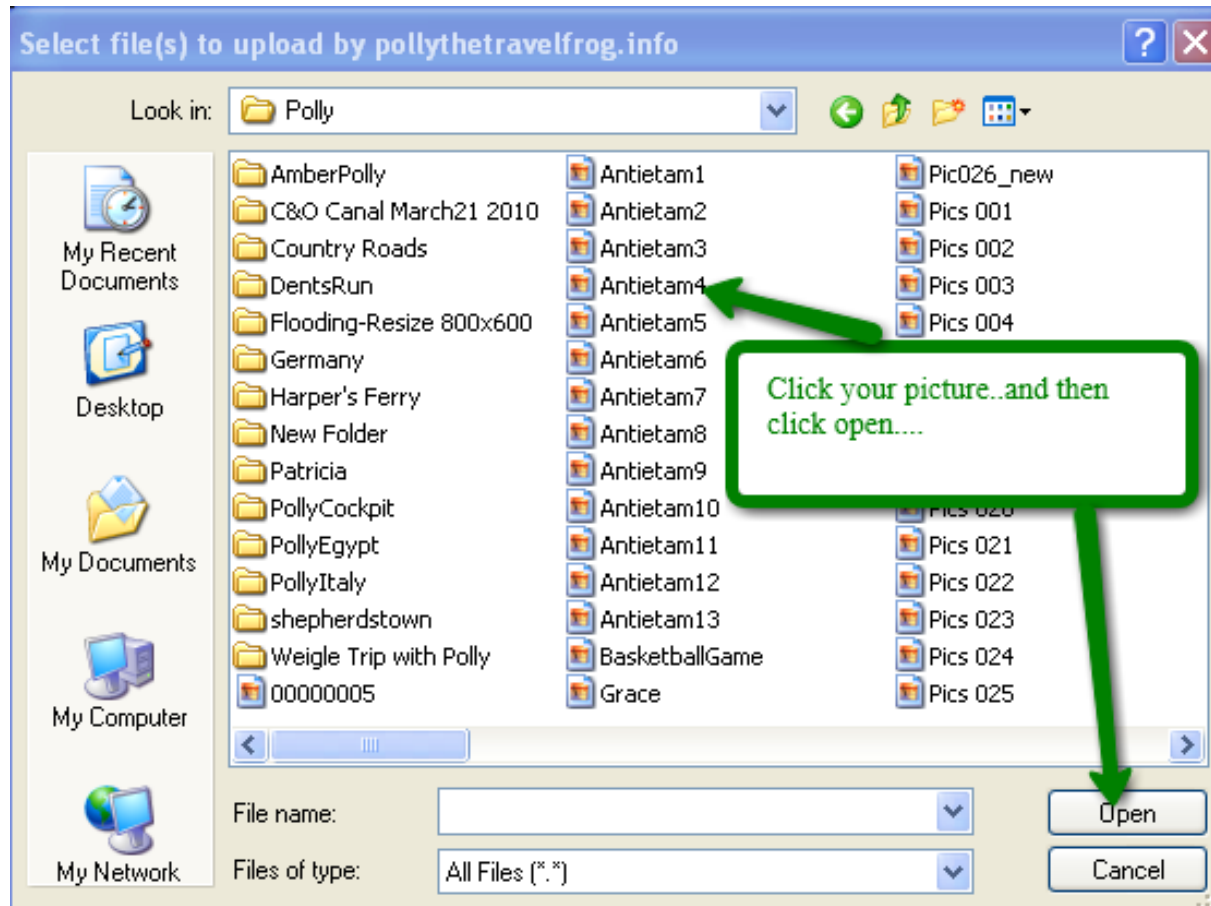 Select file(s) to upload by pollythetravelfrog.info
Look in:
Polly
My Recent
Documents
Desktop
My Documents
My Computer
My Network
AmberPolly
C&O Canal March21 2010
Country Roads
DentsRun
Flooding-Resize 800x600
Germany
Harper's Ferry
New Folder
Patricia
PollyCockpit
PollyEgypt
PollyItaly
shepherdstown
Weigle Trip with Polly
00000005
Antietam1
Antietam2
Antietam3
Antietam4
Antietam5
Antietam6
Antietam7
Antietam8
Antietam9
Antietam10
Antietam11
Antietam12
Antietam13
BasketballGame
Grace
Pic026_new
Pics 001
Pics 002
Pics 003
Pics 004
Click your picture..and then
click open....
Pics 021
Pics 022
Pics 023
Pics 024
Pics 025
File name:
Open
Files of type:
All Files (*.*)
Cancel